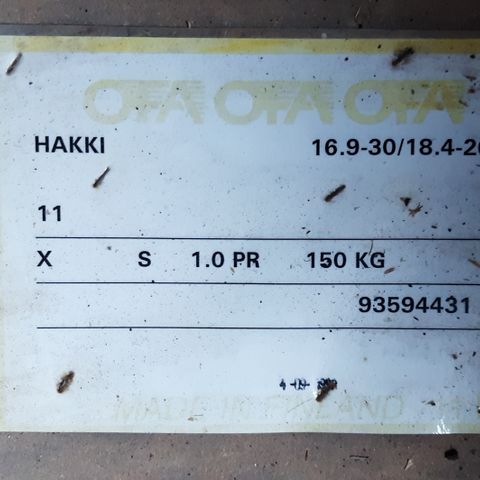 OFA OFA OFA
HAKKI 16.9-30/18.4-26
11
X S 1.0 PR 150 KG
93594431
MADE IN FINLAND